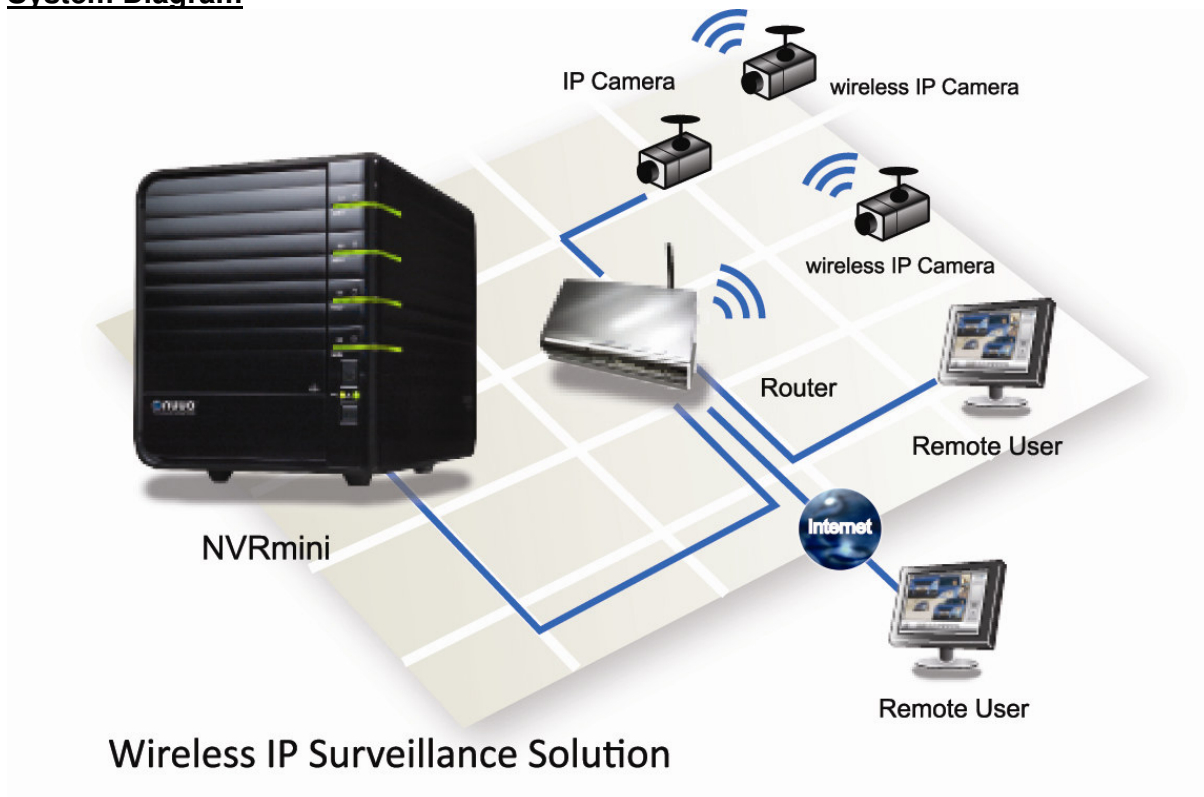 System Diagram
wireless IP Camera
IP Camera
wireless IP Camera
Router
Remote User
NUUO
Internet
NVRmini
Remote User
Wireless IP Surveillance Solution